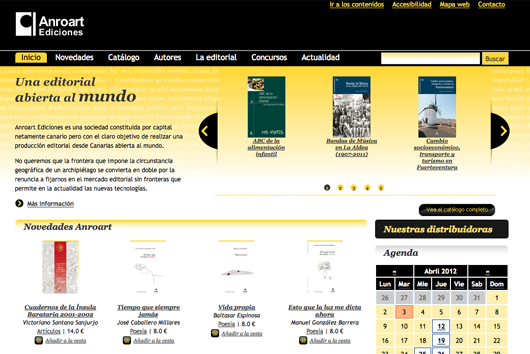 Ir a los contenidos Accesibilidad Mapa web Contacto
Anroart
Ediciones
Inicio Novedades Catálogo Autores La editorial Concursos Actualidad Buscar
Una editorial
abierta al mundo
Anroart Ediciones es una sociedad constituida por capital
netamente canario pero con el claro objetivo de realizar una
producción editorial desde Canarias abierta al mundo.
No queremos que la frontera que impone la circunstancia
geográfica de un archipiélago se convierta en doble por la
renuncia a fijarnos en el mercado editorial sin fronteras que
permite en la actualidad las nuevas tecnologías.
Más información
ABC de la
alimentación
infantil
Bandas de Música
en La Aldea
(1907-2011)
Cambio
socioeconómico,
transporte y
turismo en
Fuerteventura
1 2 3 4 5
Vea el catálogo completo
Novedades Anroart
Cuadernos de la Ínsula
Barataria 2001-2002
Victoriano Santana Sanjurjo
Artículos | 14.0 €
Añadir a la cesta
Tiempo que siempre
jamás
José Caballero Millares
Poesía | 8.0 €
Añadir a la cesta
Vida propia
Baltasar Espinosa
Poesía | 8.0 €
Añadir a la cesta
Esto que la luz me dicta
ahora
Manuel González Barrera
Poesía | 8.0 €
Añadir a la cesta
Nuestras distribuidoras
Agenda
« Abril 2012 »
Lun Mar Mie Jue Vie Sab Dom
26 27 28 29 30 31 1
2 3 4 5 6 7 8
9 10 11 12 13 14 15
16 17 18 19 20 21 22
23 24 25 26 27 28 29